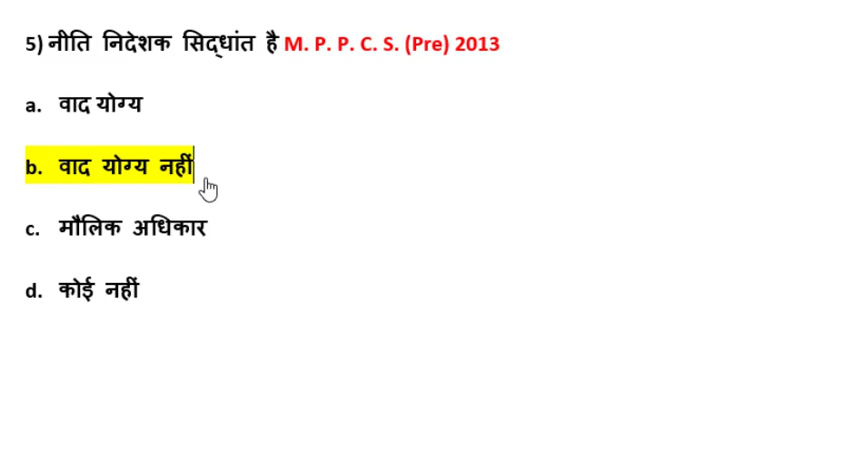 5) नीति निदेशक सिद्धांत है M. P. P. C. S. (Pre) 2013
a. वाद योग्य
b. वाद योग्य नहीं
c. मौलिक अधिकार
d. कोई नहीं